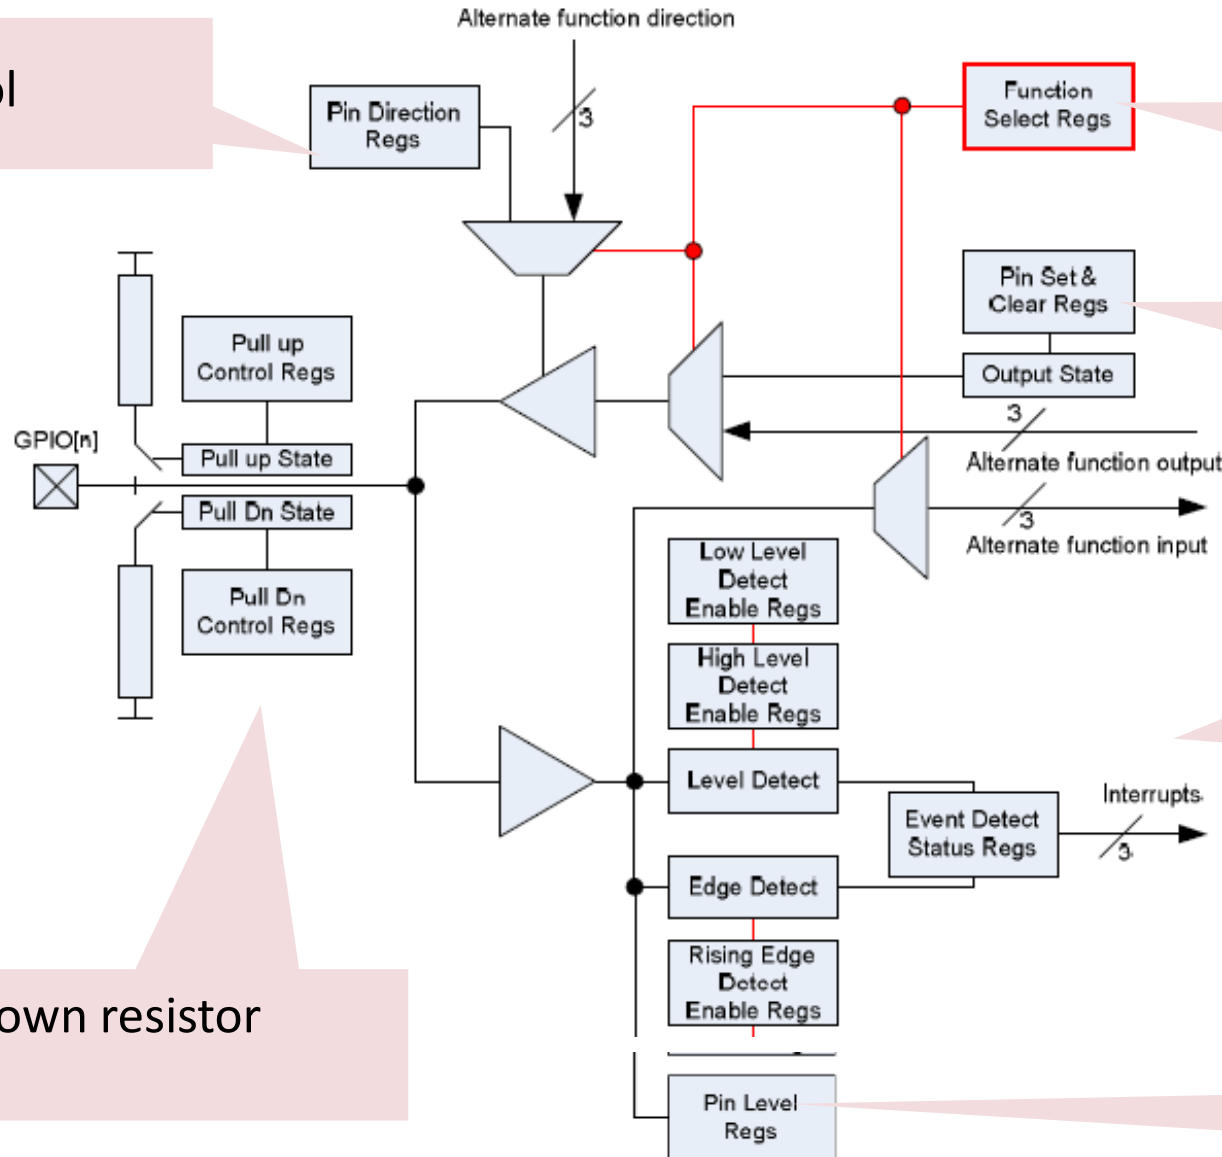 Alternate function direction
ol
Pin Direction
Regs
3
Function
Select Regs
Pin Set &
Clear Regs
Pull up
Control Regs
Output State
3
GPIO[n]
Pull up State
Alternate function output
Pull Dn State
3
Alternate function input
Low Level
Detect
Enable Regs
Pull Dn
Control Regs
High Level
Detect
Enable Regs
Level Detect
Interrupts
Event Detect
Status Regs
3
Edge Detect
Rising Edge
Detect
Enable Regs
own resistor
Pin Level
Regs